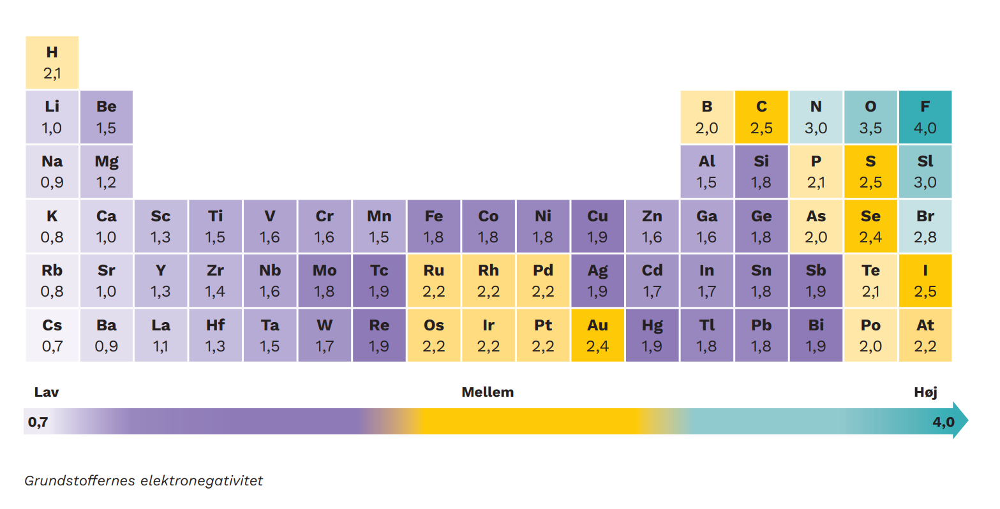 H
2,1
Li Be B C N O F
1,0 1,5 2,0 2,5 3,0 3,5 4,0
Na Mg Al Si P S Sl
0,9 1,2 1,5 1,8 2,1 2,5 3,0
K Ca Sc Ti V Cr Mn Fe Co Ni Cu Zn Ga Ge As Se Br
0,8 1,0 1,3 1,5 1,6 1,6 1,5 1,8 1,8 1,8 1,9 1,6 1,6 1,8 2,0 2,4 2,8
Rb Sr Y Zr Nb Mo Tc Ru Rh Pd Ag Cd In Sn Sb Te I
0,8 1,0 1,3 1,4 1,6 1,8 1,9 2,2 2,2 2,2 1,9 1,7 1,7 1,8 1,9 2,1 2,5
Cs Ba La Hf Ta W Re Os Ir Pt Au Hg Tl Pb Bi Po At
0,7 0,9 1,1 1,3 1,5 1,7 1,9 2,2 2,2 2,2 2,4 1,9 1,8 1,8 1,9 2,0 2,2
Lav Mellem Høj
0,7 4,0
Grundstoffernes elektronegativitet